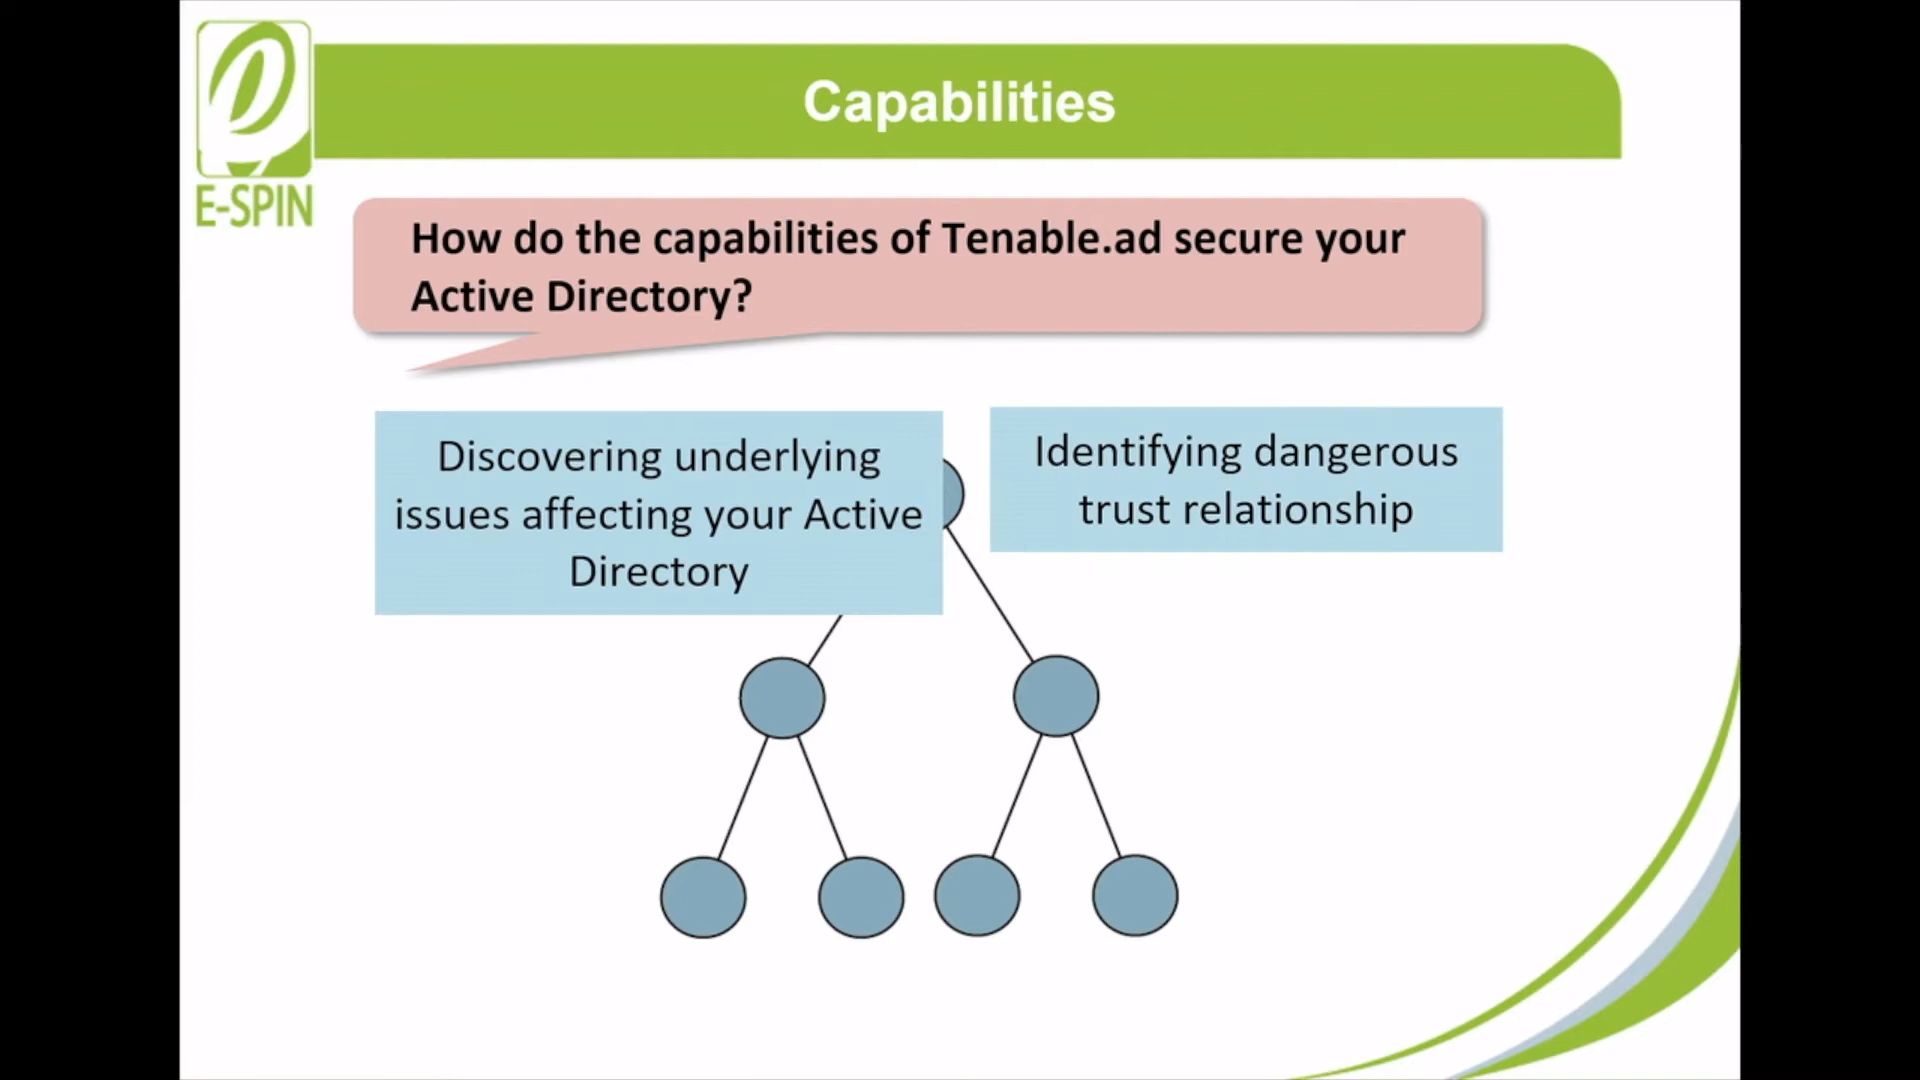 Capabilities
E-SPIN
How do the capabilities of Tenable.ad secure your
Active Directory?
Discovering underlying
issues affecting your Active
Directory
Identifying dangerous
trust relationship